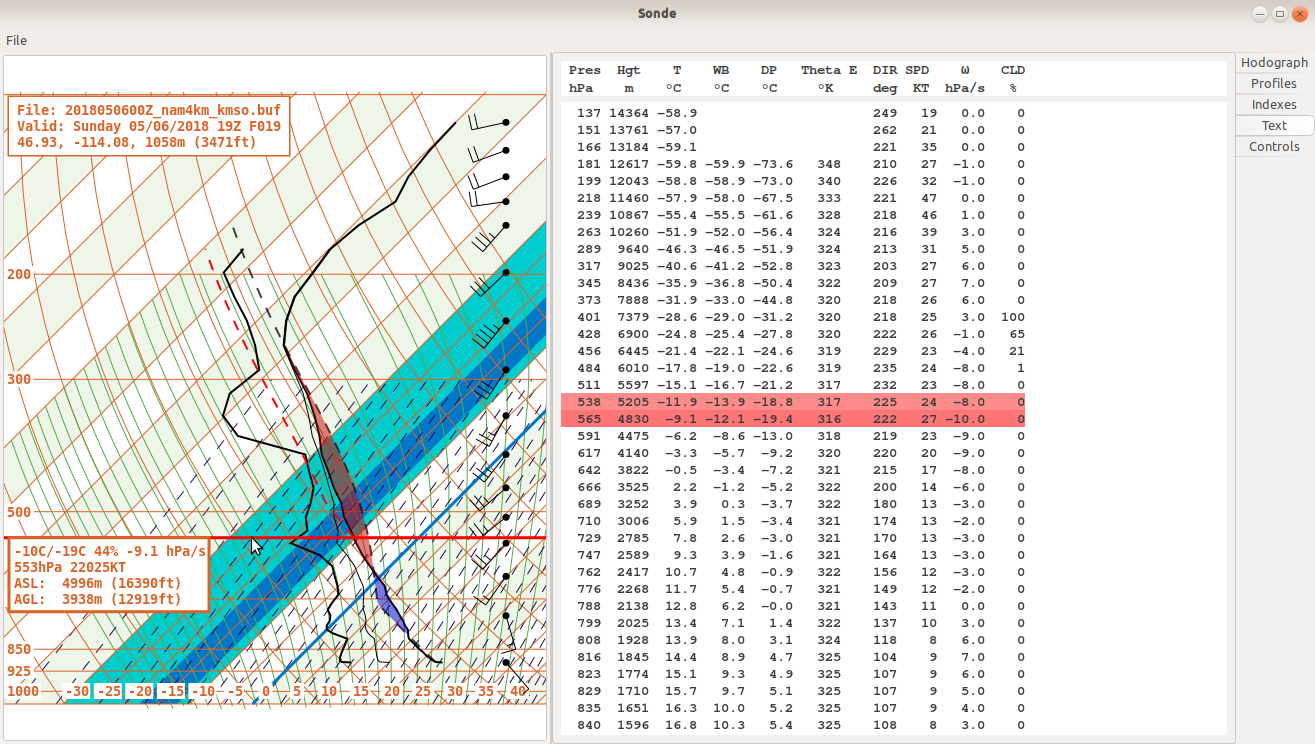 Sonde
File
File: 2018050600Z_nam4km_kmso.buf
Valid: Sunday 05/06/2018 19Z F019
46.93, -114.08, 1058m (3471ft)
200
300
500
-10C/-19C 44% -9.1 hPa/s
553hPa 22025KT
ASL: 4996m (16390ft)
AGL: 3938m (12919ft)
850
925
1000
-30 -25 -20 -15 -10 -5 0 5 10 15 20 25 30 35 40
Pres Hgt T WB DP Theta E DIR SPD ω CLD
hPa m °C °C °C °K deg KT hPa/s %
137 14364 -58.9 249 19 0.0 0
151 13761 -57.0 262 21 0.0 0
166 13184 -59.1 221 35 0.0 0
181 12617 -59.8 -59.9 -73.6 348 210 27 -1.0 0
199 12043 -58.8 -58.9 -73.0 340 226 32 -1.0 0
218 11460 -57.9 -58.0 -67.5 333 221 47 0.0 0
239 10867 -55.4 -55.5 -61.6 328 218 46 1.0 0
263 10260 -51.9 -52.0 -56.4 324 216 39 3.0 0
289 9640 -46.3 -46.5 -51.9 324 213 31 5.0 0
317 9025 -40.6 -41.2 -52.8 323 203 27 6.0 0
345 8436 -35.9 -36.8 -50.4 322 209 27 7.0 0
373 7888 -31.9 -33.0 -44.8 320 218 26 6.0 0
401 7379 -28.6 -29.0 -31.2 320 218 25 3.0 100
428 6900 -24.8 -25.4 -27.8 320 222 26 -1.0 65
456 6445 -21.4 -22.1 -24.6 319 229 23 -4.0 21
484 6010 -17.8 -19.0 -22.6 319 235 24 -8.0 1
511 5597 -15.1 -16.7 -21.2 317 232 23 -8.0 0
538 5205 -11.9 -13.9 -18.8 317 225 24 -8.0 0
565 4830 -9.1 -12.1 -19.4 316 222 27 -10.0 0
591 4475 -6.2 -8.6 -13.0 318 219 23 -9.0 0
617 4140 -3.3 -5.7 -9.2 320 220 20 -9.0 0
642 3822 -0.5 -3.4 -7.2 321 215 17 -8.0 0
666 3525 2.2 -1.2 -5.2 322 200 14 -6.0 0
689 3252 3.9 0.3 -3.7 322 180 13 -3.0 0
710 3006 5.9 1.5 -3.4 321 174 13 -2.0 0
729 2785 7.8 2.6 -3.0 321 170 13 -3.0 0
747 2589 9.3 3.9 -1.6 321 164 13 -3.0 0
762 2417 10.7 4.8 -0.9 322 156 12 -3.0 0
776 2268 11.7 5.4 -0.7 321 149 12 -2.0 0
788 2138 12.8 6.2 -0.0 321 143 11 0.0 0
799 2025 13.4 7.1 1.4 322 137 10 3.0 0
808 1928 13.9 8.0 3.1 324 118 8 6.0 0
816 1845 14.4 8.9 4.7 325 104 9 7.0 0
823 1774 15.1 9.3 4.9 325 107 9 6.0 0
829 1710 15.7 9.7 5.1 325 107 9 5.0 0
835 1651 16.3 10.0 5.2 325 107 9 4.0 0
840 1596 16.8 10.3 5.4 325 108 8 3.0 0
Hodograph
Profiles
Indexes
Text
Controls